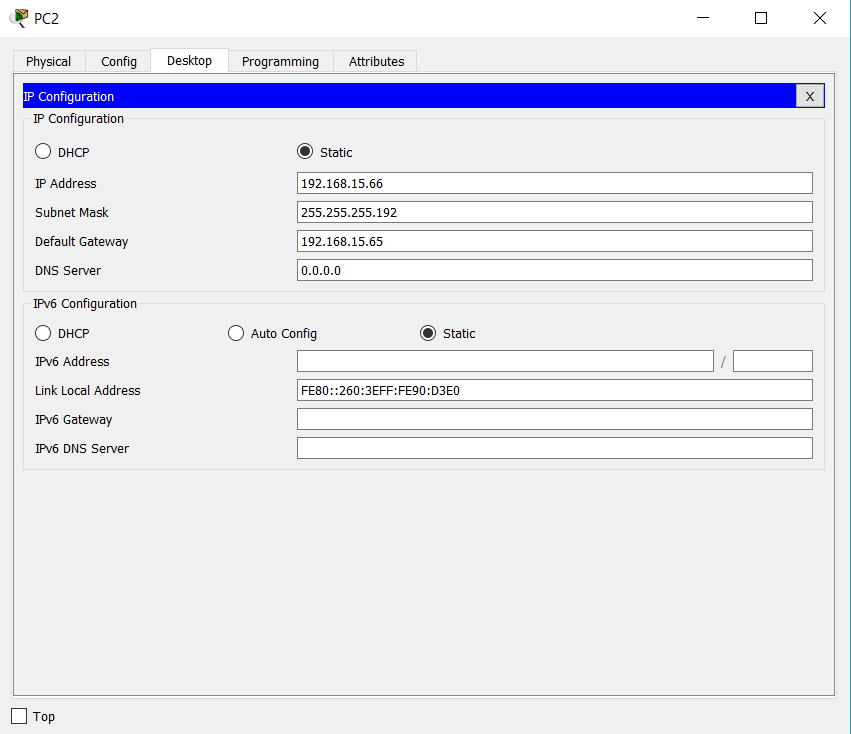 PC2
Physical Config Desktop Programming Attributes
IP Configuration X
IP Configuration
DHCP Static
IP Address 192.168.15.66
Subnet Mask 255.255.255.192
Default Gateway 192.168.15.65
DNS Server 0.0.0.0
IPv6 Configuration
DHCP Auto Config Static
IPv6 Address /
Link Local Address FE80::260:3EFF:FE90:D3E0
IPv6 Gateway
IPv6 DNS Server
Top